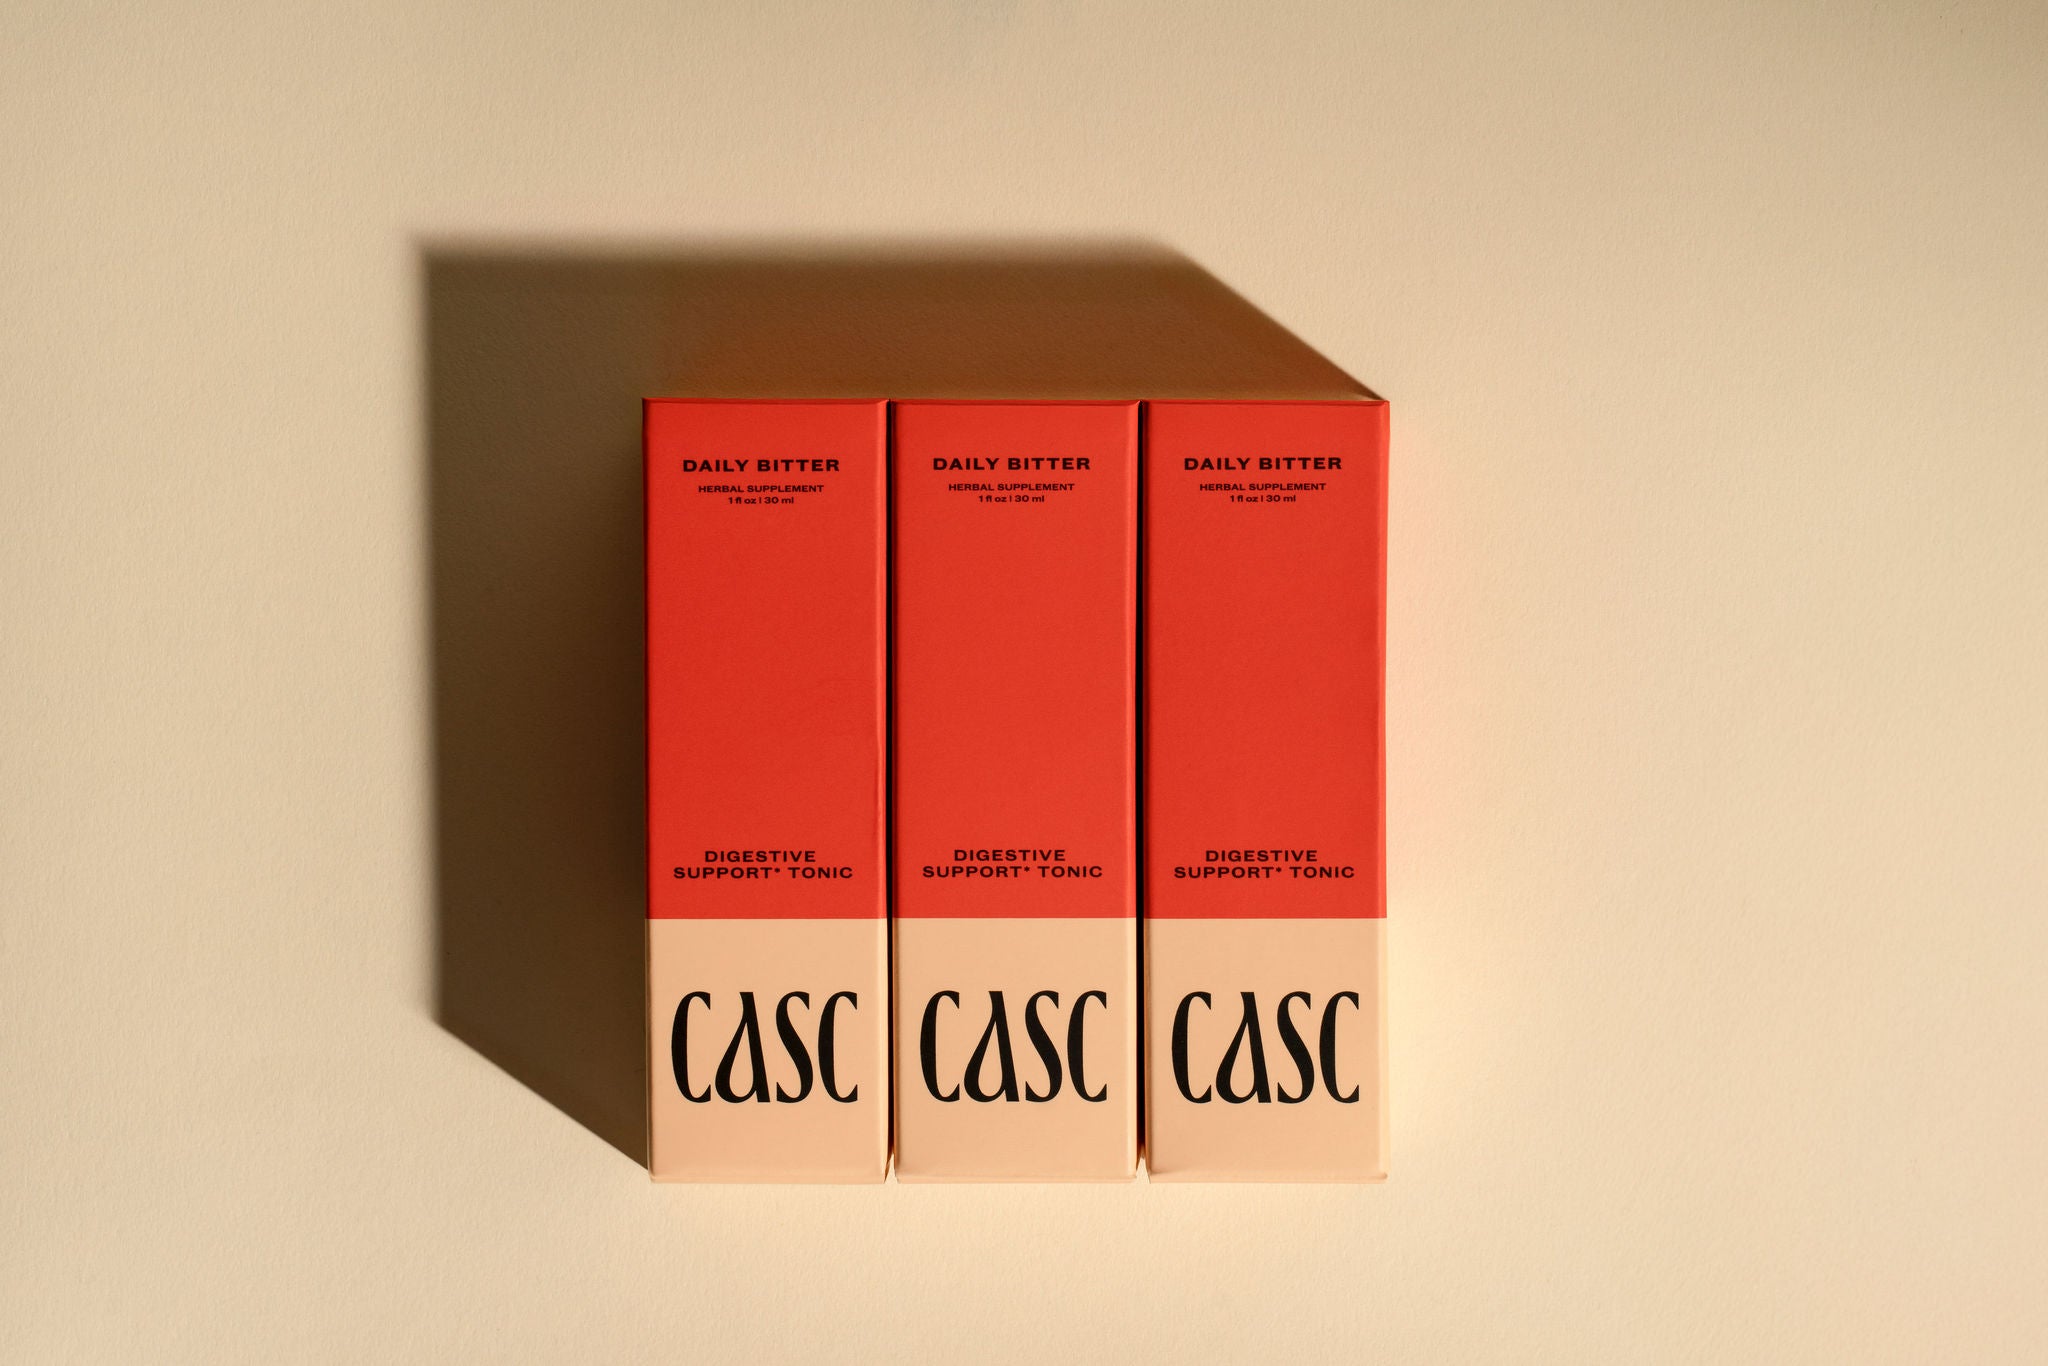 DAILY BITTER
HERBAL SUPPLEMENT
1 fl oz | 30 ml
DIGESTIVE
SUPPORT* TONIC
CASC
DAILY BITTER
HERBAL SUPPLEMENT
1 fl oz | 30 ml
DIGESTIVE
SUPPORT* TONIC
CASC
DAILY BITTER
HERBAL SUPPLEMENT
1 fl oz | 30 ml
DIGESTIVE
SUPPORT* TONIC
CASC